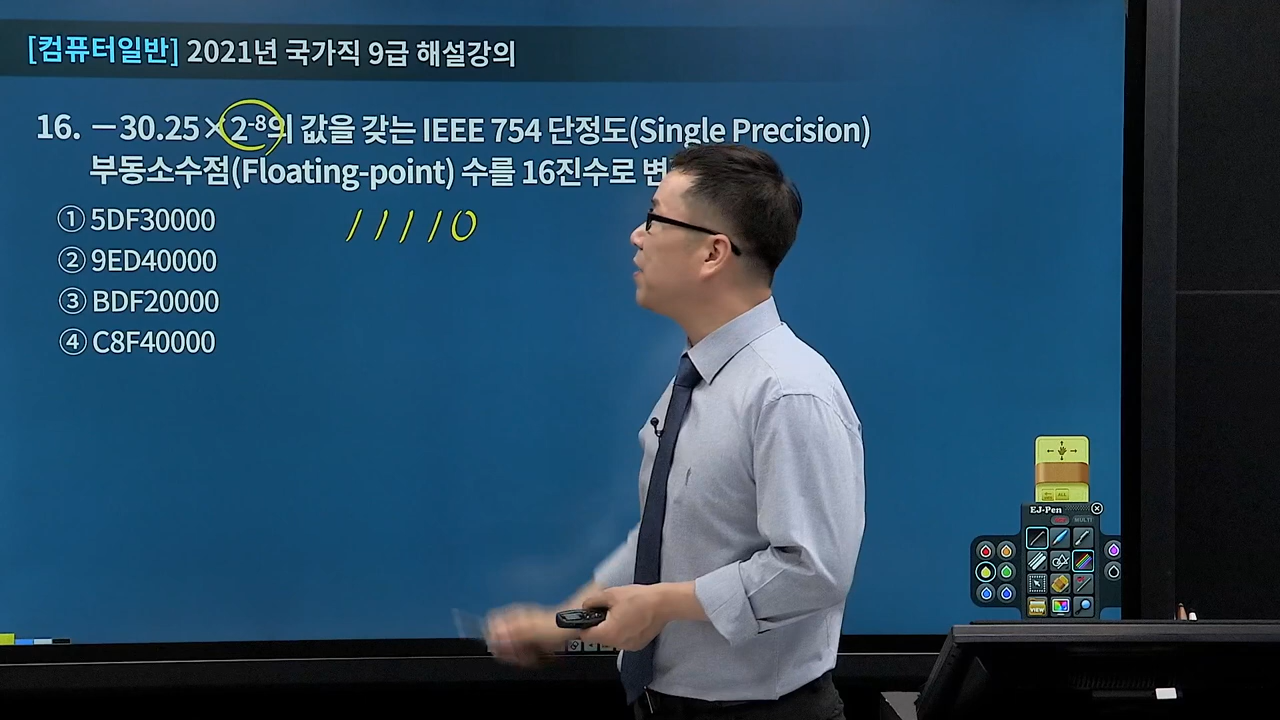 [컴퓨터일반] 2021년 국가직 9급 해설강의
16. －30.25×2⁻⁸의 값을 갖는 IEEE 754 단정도(Single Precision)
부동소수점(Floating-point) 수를 16진수로 변
① 5DF30000
11110
② 9ED40000
③ BDF20000
④ C8F40000
EJ-Pen
MULTI
ALL
VIEW